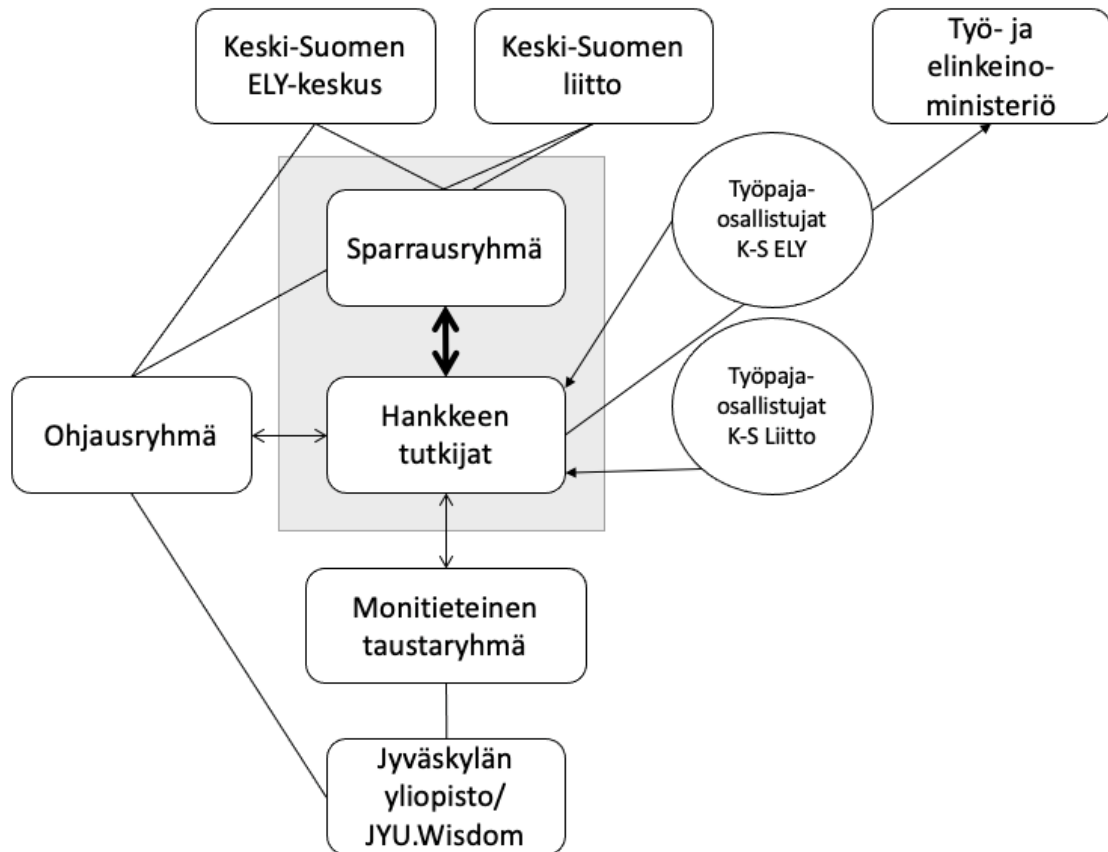 Keski-Suomen
ELY-keskus
Keski-Suomen
liitto
Työ- ja
elinkeino-
ministeriö
Työpaja-
osallistujat
K-S ELY
Sparrausryhmä
Työpaja-
osallistujat
K-S Liitto
Ohjausryhmä
Hankkeen
tutkijat
Monitieteinen
taustaryhmä
Jyväskylän
yliopisto/
JYU.Wisdom